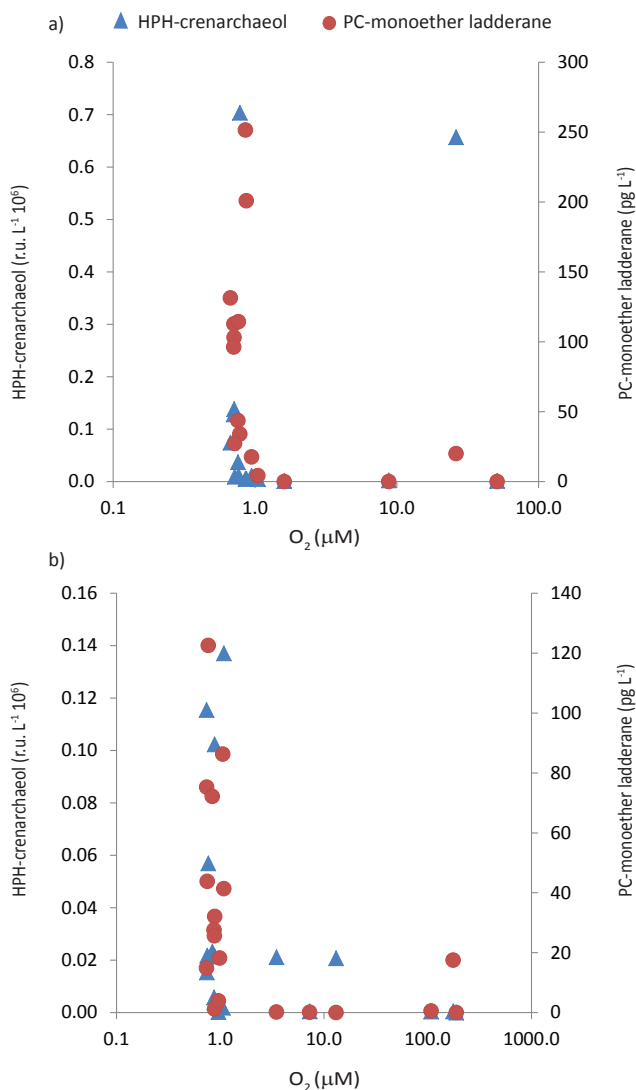 a) HPH-crenarchaeol PC-monoether ladderane
0.8 300
0.7 250
0.6 200
0.5
0.4 150
0.3 100
0.2
0.1 50
0.0 0
0.1 1.0 10.0 100.0
HPH-crenarchaeol (r.u. L⁻¹ 10⁶)
PC-monoether ladderane (pg L⁻¹)
O₂ (μM)
b)
0.16 140
0.14 120
0.12 100
0.10 80
0.08
0.06 60
0.04 40
0.02 20
0.00 0
0.1 1.0 10.0 100.0 1000.0
HPH-crenarchaeol (r.u. L⁻¹ 10⁶)
PC-monoether ladderane (pg L⁻¹)
O₂ (μM)